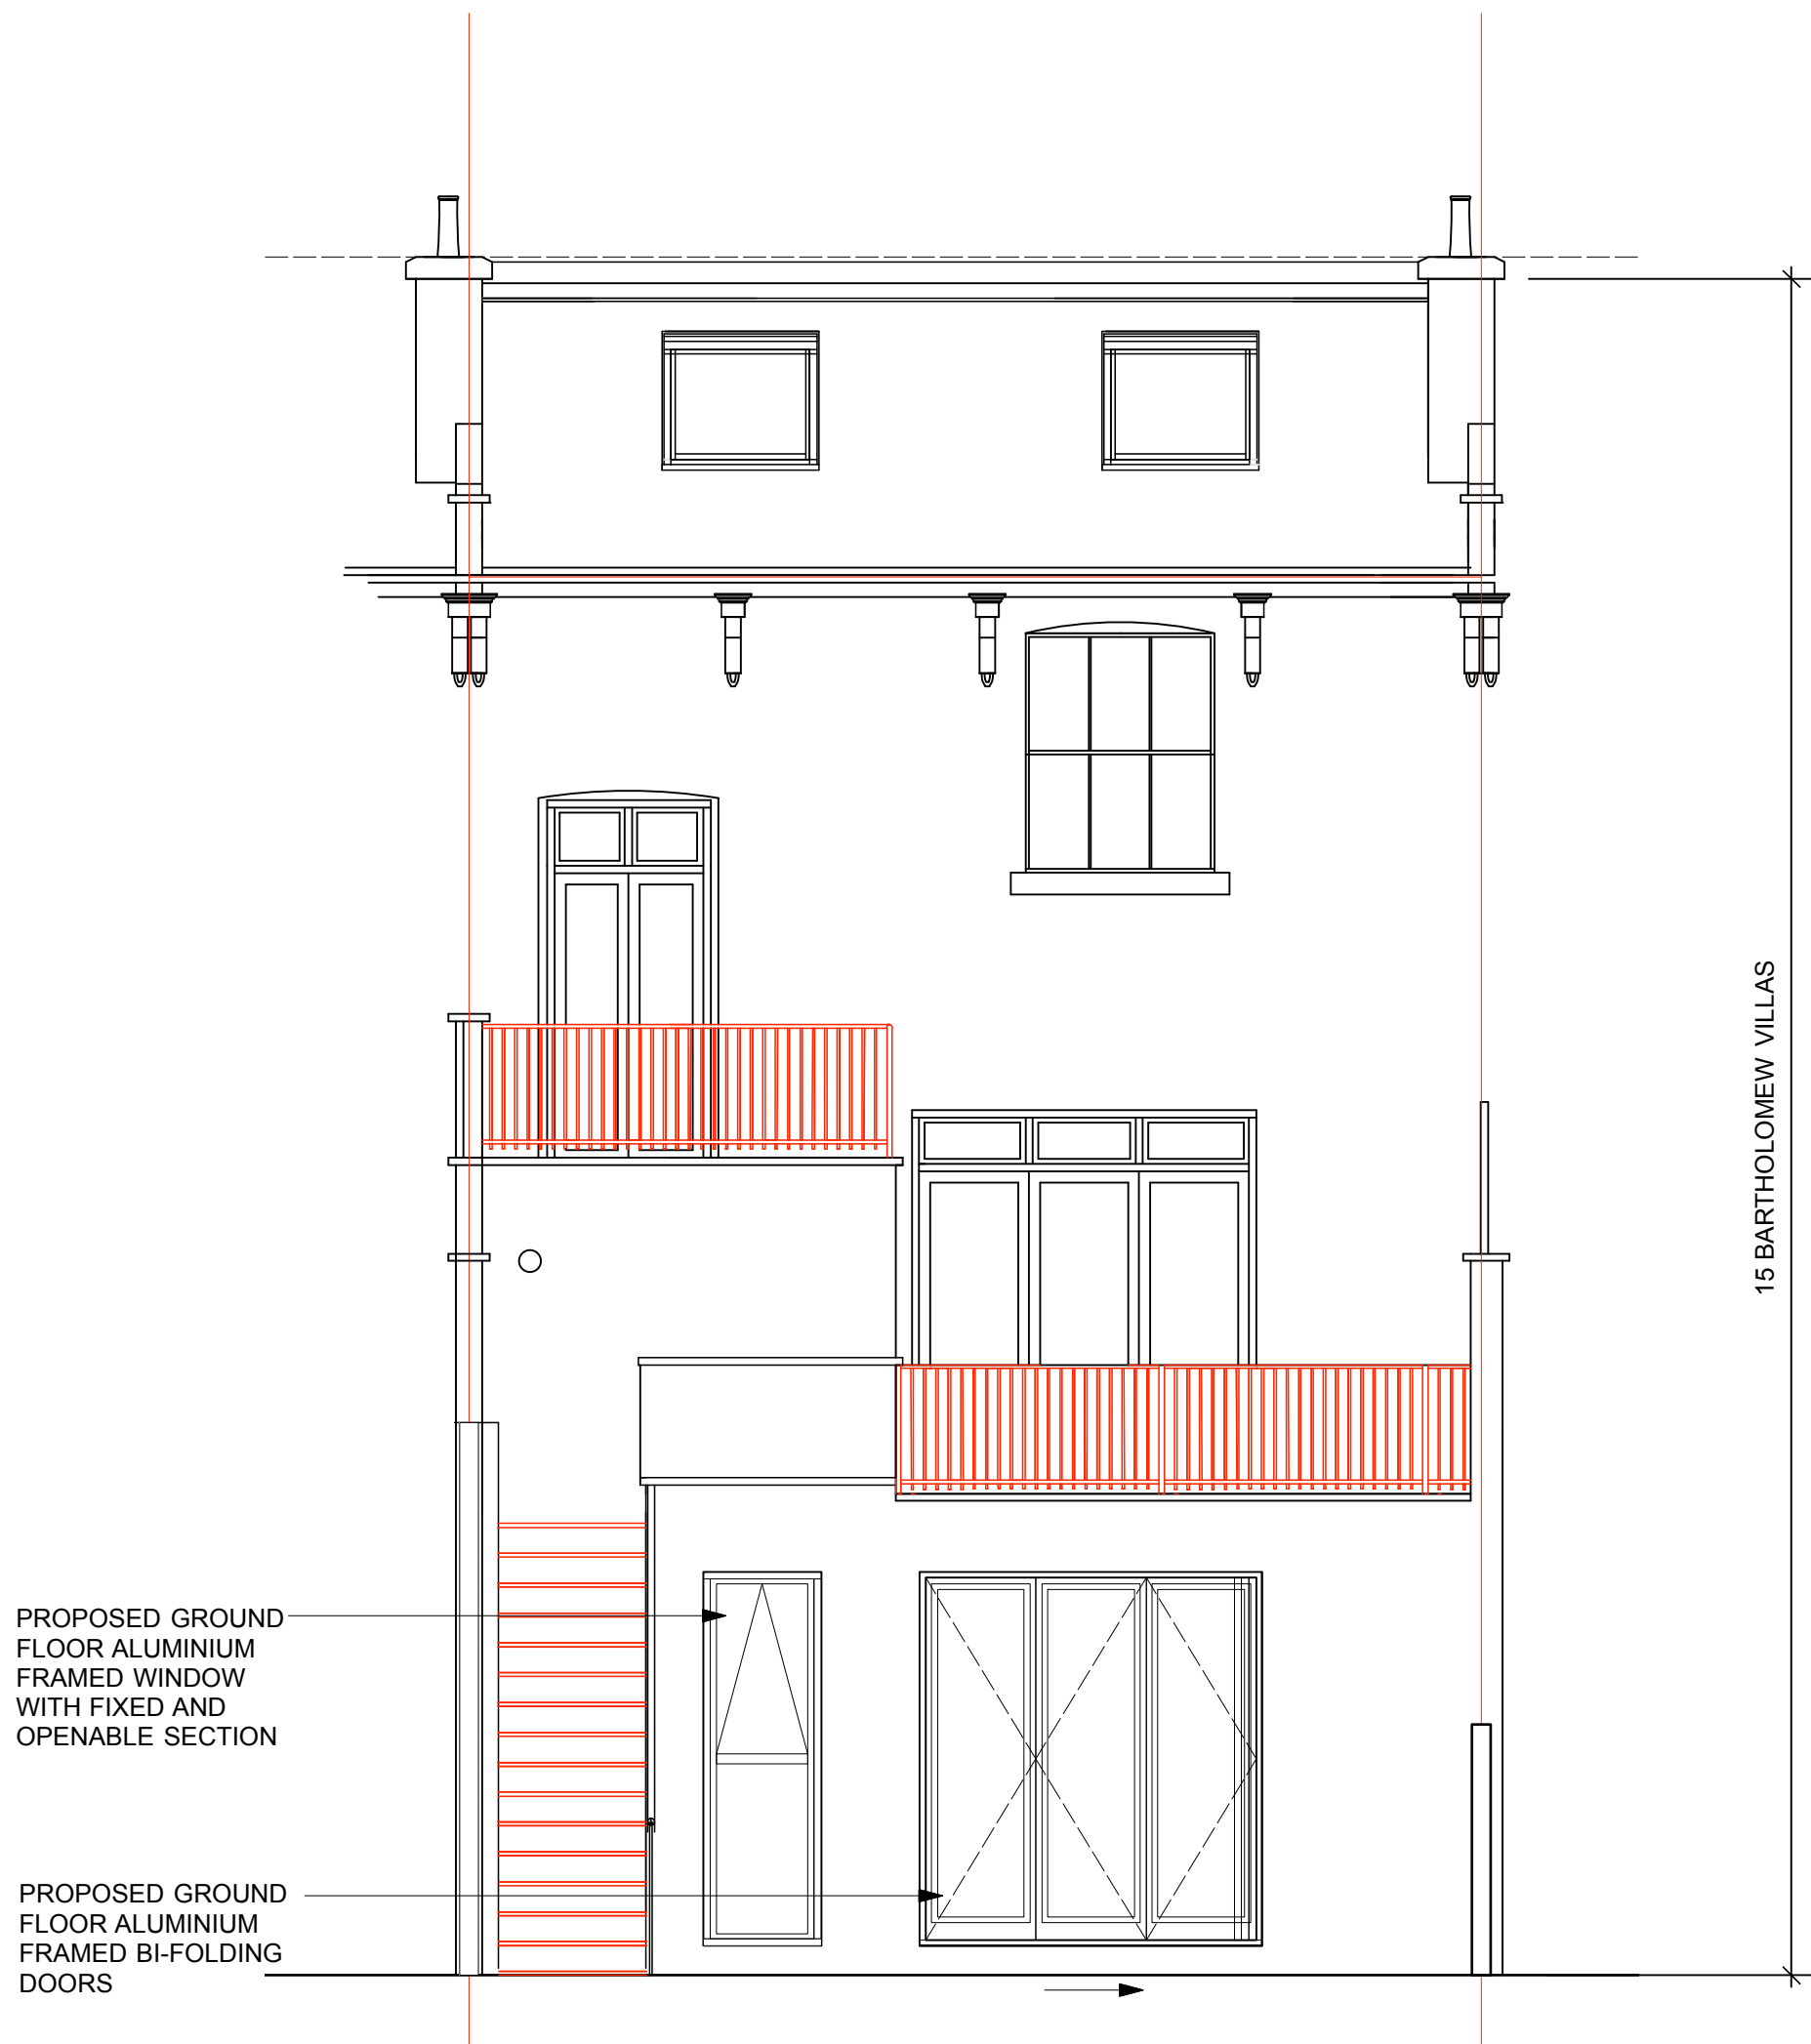 15 BARTHOLOMEW VILLAS
PROPOSED GROUND
FLOOR ALUMINIUM
FRAMED WINDOW
WITH FIXED AND
OPENABLE SECTION
PROPOSED GROUND
FLOOR ALUMINIUM
FRAMED BI-FOLDING
DOORS